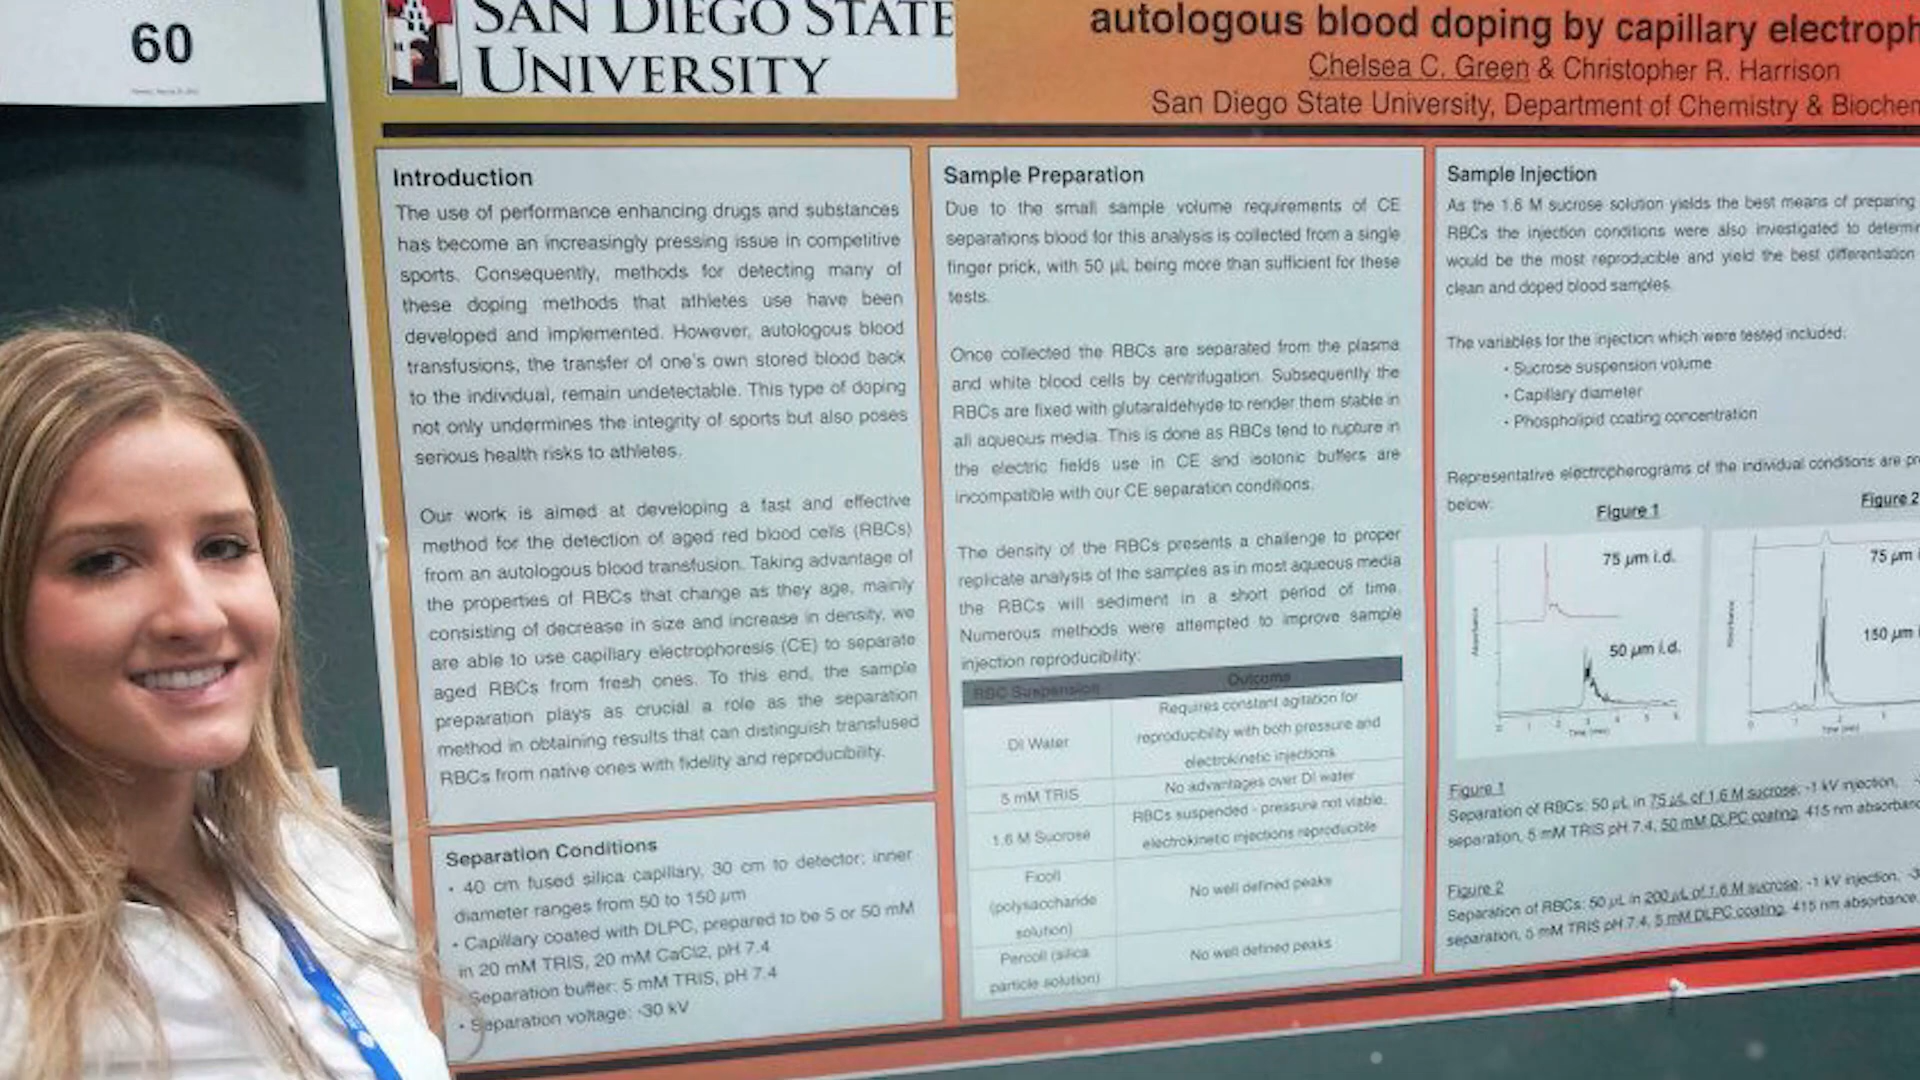 60
SAN DIEGO STATE
UNIVERSITY
autologous blood doping by capillary electroph
Chelsea C. Green & Christopher R. Harrison
San Diego State University, Department of Chemistry & Biochem
Introduction
The use of performance enhancing drugs and substances
has become an increasingly pressing issue in competitive
sports. Consequently, methods for detecting many of
these doping methods that athletes use have been
developed and implemented. However, autologous blood
transfusions, the transfer of one's own stored blood back
to the individual, remain undetectable. This type of doping
not only undermines the integrity of sports but also poses
serious health risks to athletes.
Our work is aimed at developing a fast and effective
method for the detection of aged red blood cells (RBCs)
from an autologous blood transfusion. Taking advantage of
the properties of RBCs that change as they age, mainly
consisting of decrease in size and increase in density, we
are able to use capillary electrophoresis (CE) to separate
aged RBCs from fresh ones. To this end, the sample
preparation plays as crucial a role as the separation
method in obtaining results that can distinguish transfused
RBCs from native ones with fidelity and reproducibility.
Separation Conditions
• 40 cm fused silica capillary, 30 cm to detector; inner
diameter ranges from 50 to 150 µm
• Capillary coated with DLPC, prepared to be 5 or 50 mM
in 20 mM TRIS, 20 mM CaCl2, pH 7.4
• Separation buffer: 5 mM TRIS, pH 7.4
• Separation voltage: -30 kV
Sample Preparation
Due to the small sample volume requirements of CE
separations blood for this analysis is collected from a single
finger prick, with 50 µL being more than sufficient for these
tests.
Once collected the RBCs are separated from the plasma
and white blood cells by centrifugation. Subsequently the
RBCs are fixed with glutaraldehyde to render them stable in
all aqueous media. This is done as RBCs tend to rupture in
the electric fields use in CE and isotonic buffers are
incompatible with our CE separation conditions.
The density of the RBCs presents a challenge to proper
replicate analysis of the samples as in most aqueous media
the RBCs will sediment in a short period of time.
Numerous methods were attempted to improve sample
injection reproducibility:
RBC Suspension Outcome
DI Water Requires constant agitation for
reproducibility with both pressure and
electrokinetic injections
5 mM TRIS No advantages over DI water
1.6 M Sucrose RBCs suspended - pressure not viable,
electrokinetic injections reproducible
Ficoll
(polysaccharide
solution) No well defined peaks
Percoll (silica
particle solution) No well defined peaks
Sample Injection
As the 1.6 M sucrose solution yields the best means of preparing
RBCs the injection conditions were also investigated to determin
would be the most reproducible and yield the best differentiation
clean and doped blood samples.
The variables for the injection which were tested included:
• Sucrose suspension volume
• Capillary diameter
• Phospholipid coating concentration
Representative electropherograms of the individual conditions are pr
below:
Figure 1
Figure 2
75 µm i.d.
50 µm i.d.
Absorbance
Time (min)
75 µm i
150 µm i
Absorbance
Time (min)
Figure 1
Separation of RBCs: 50 µL in 75 µL of 1.6 M sucrose, -1 kV injection,
separation, 5 mM TRIS pH 7.4, 50 mM DLPC coating, 415 nm absorbanc
Figure 2
Separation of RBCs: 50 µL in 200 µL of 1.6 M sucrose, -1 kV injection, -3
separation, 5 mM TRIS pH 7.4, 5 mM DLPC coating, 415 nm absorbance,